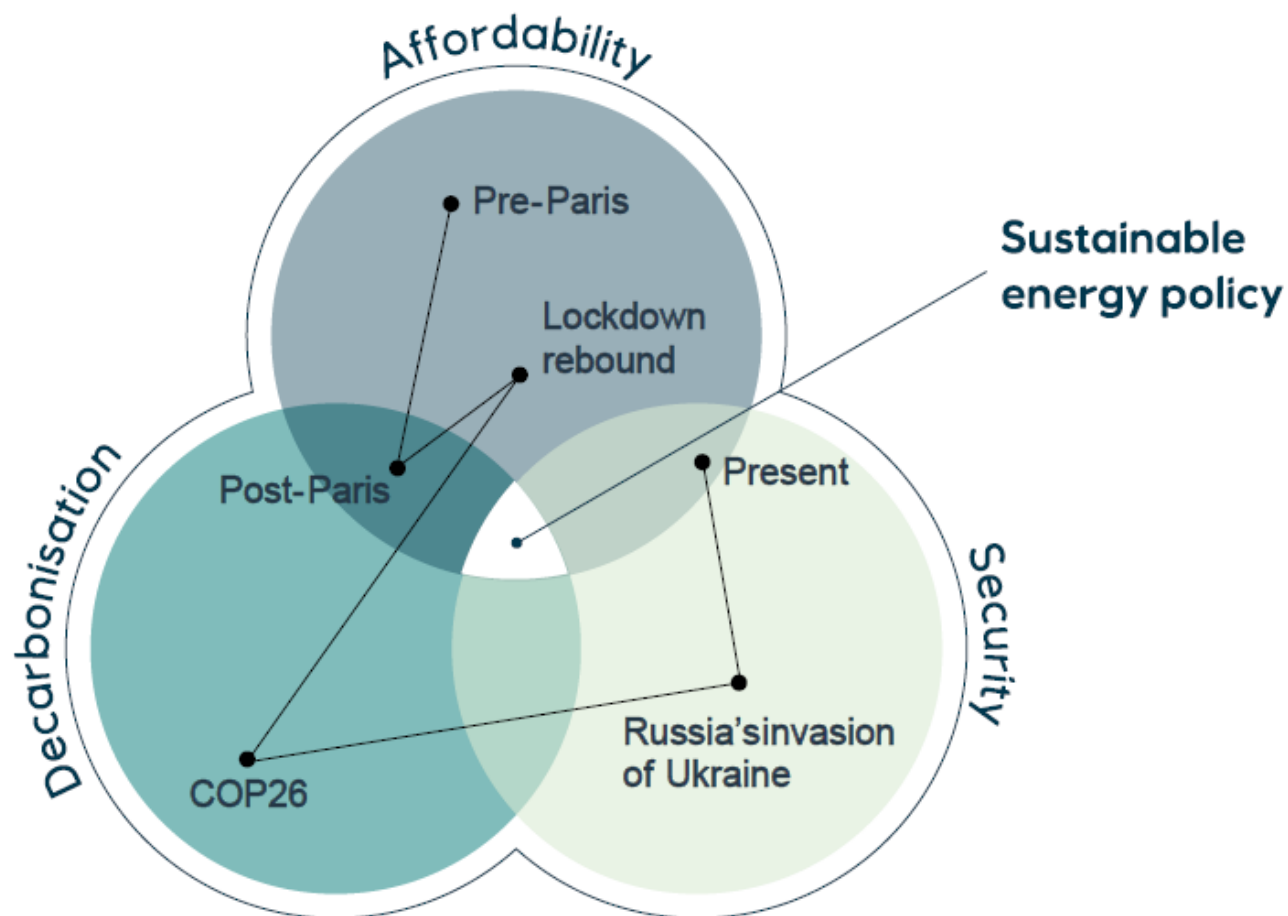 Affordability
Pre-Paris
Sustainable
energy policy
Lockdown
rebound
Decarbonisation
Post-Paris
Present
Security
Russia'sinvasion
of Ukraine
COP26